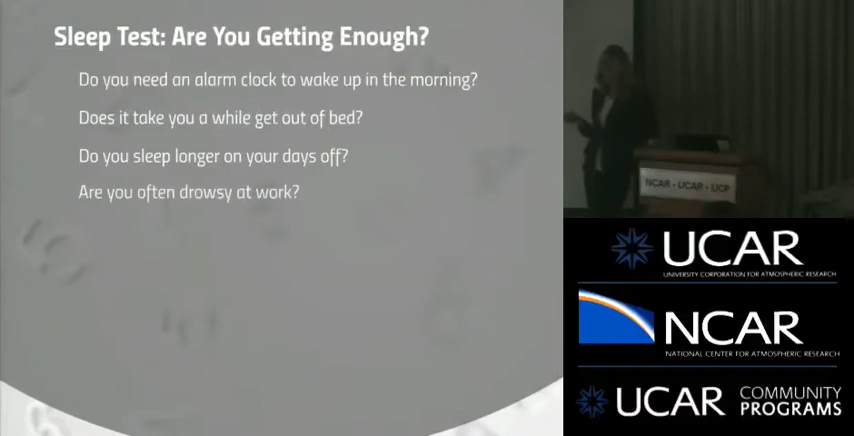 Sleep Test: Are You Getting Enough?
Do you need an alarm clock to wake up in the morning?
Does it take you a while get out of bed?
Do you sleep longer on your days off?
Are you often drowsy at work?
NCAR • UCAR • UCP
UCAR
UNIVERSITY CORPORATION FOR ATMOSPHERIC RESEARCH
NCAR
NATIONAL CENTER FOR ATMOSPHERIC RESEARCH
UCAR COMMUNITY
PROGRAMS